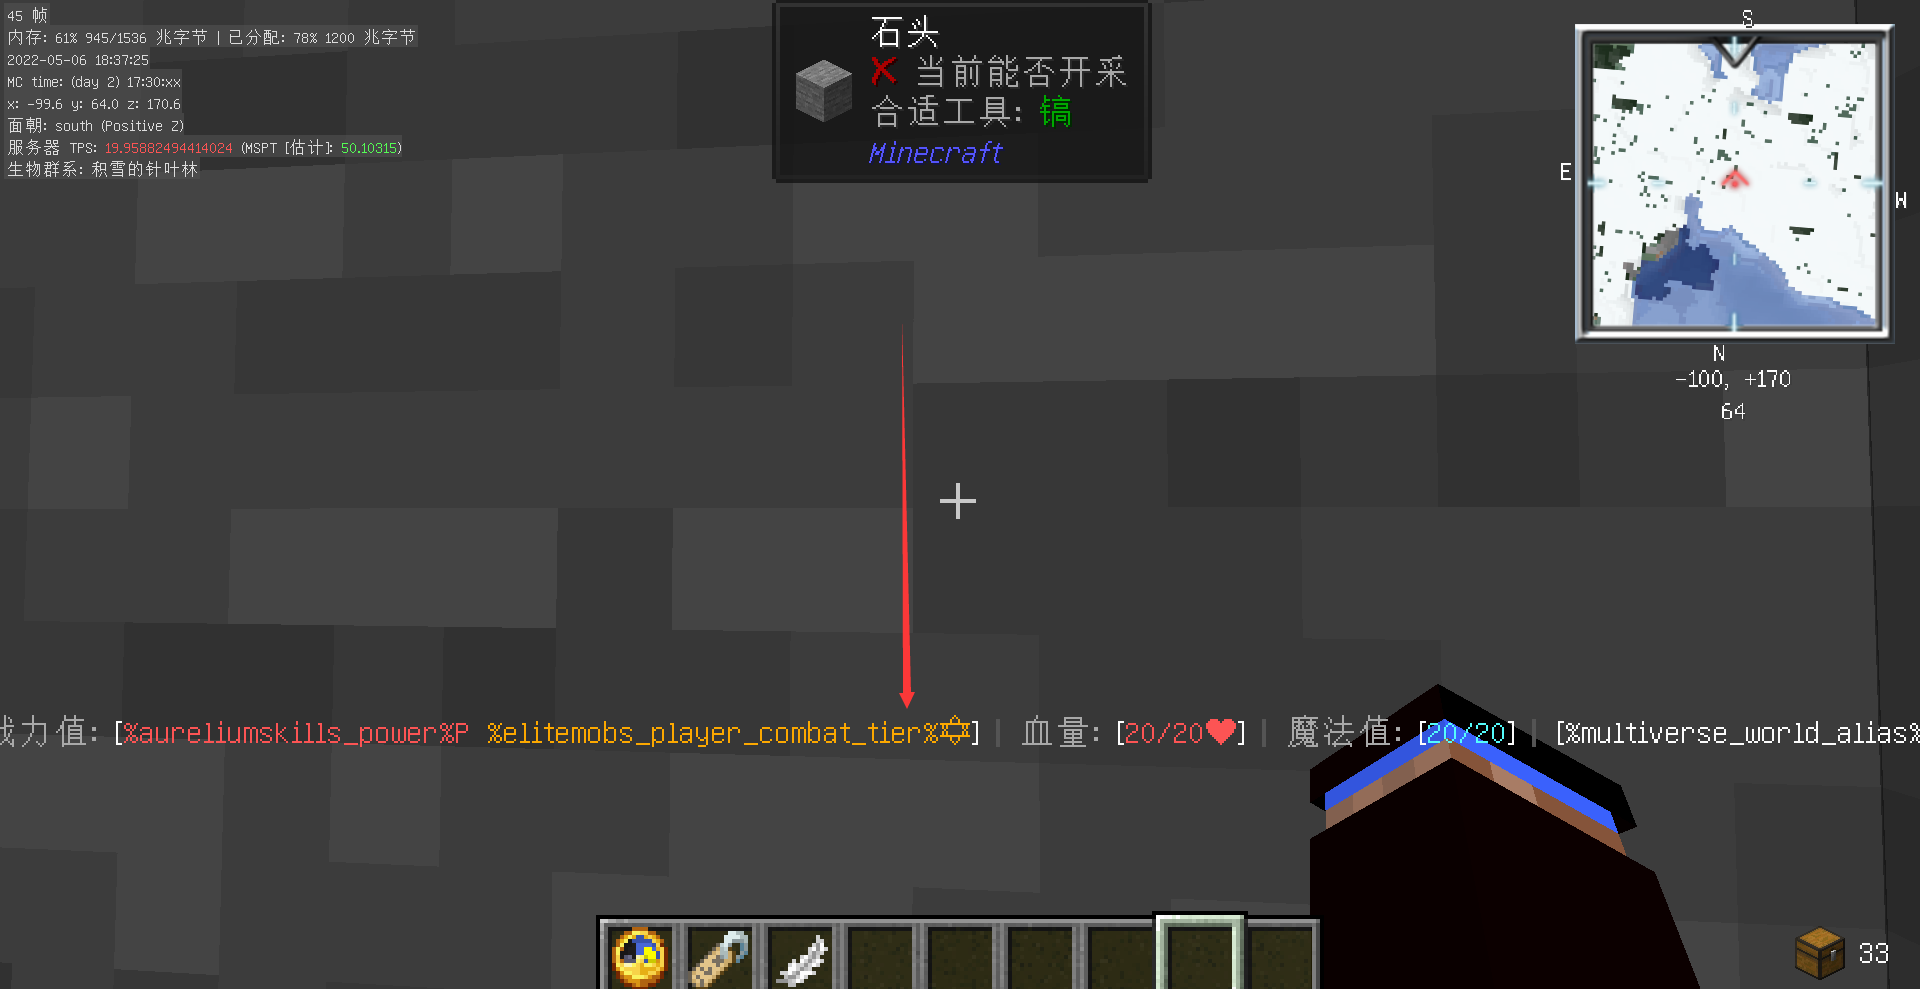 45 帧
内存: 61% 945/1536 兆字节 | 已分配: 78% 1200 兆字节
2022-05-06 18:37:25
MC time: (day 2) 17:30:xx
x: -99.6 y: 64.0 z: 170.6
面朝: south (Positive Z)
服务器 TPS: 19.95882494414024 (MSPT [估计]: 50.10315)
生物群系: 积雪的针叶林
石头
当前能否开采
合适工具: 镐
Minecraft
S
E
W
N
-100, +170
64
战力值: [%aureliumskills_power%P %elitemobs_player_combat_tier%✡] | 血量: [20/20❤] | 魔法值: [20/20] | [%multiverse_world_alias%
33